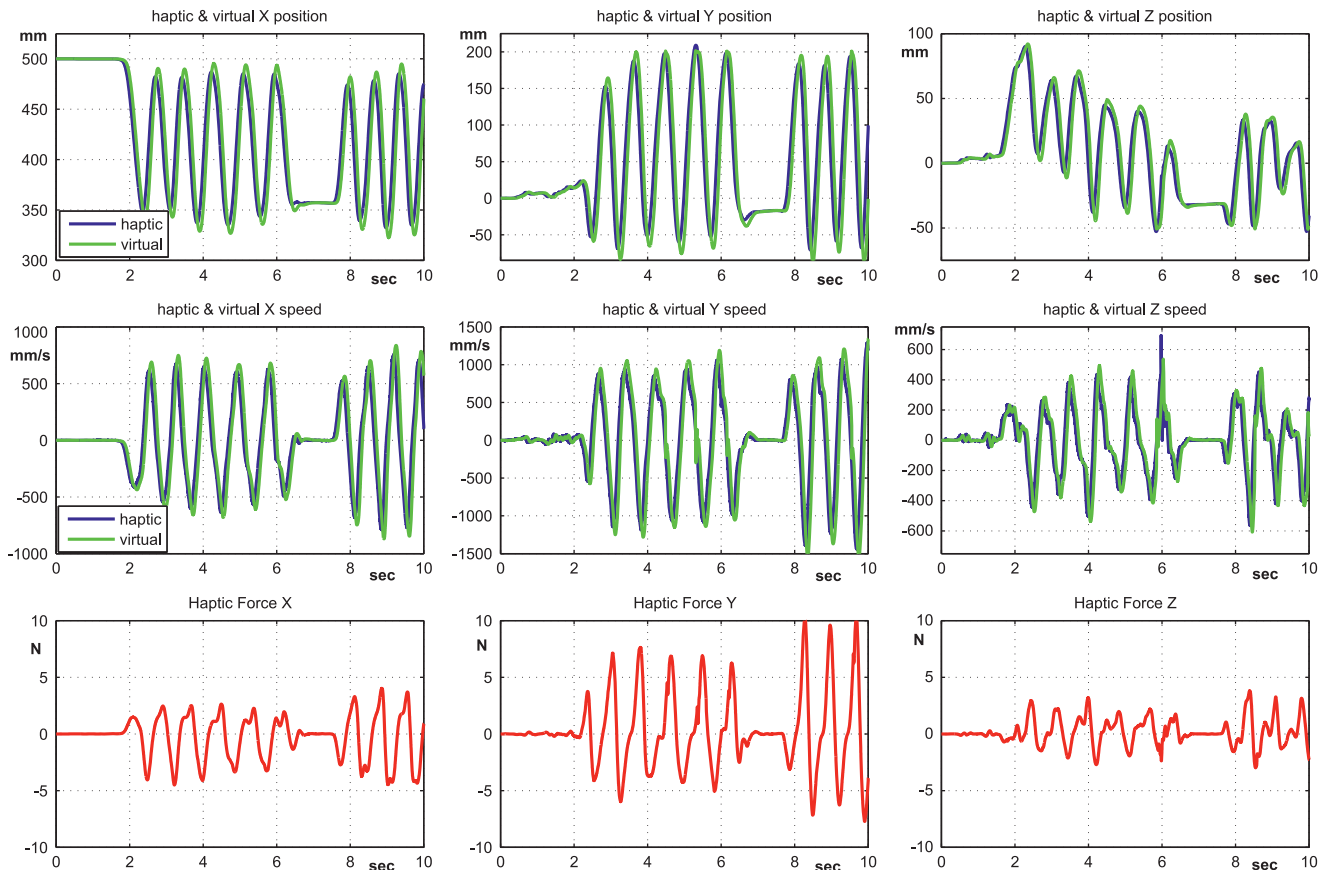 haptic & virtual X position
mm
500
450
400
350
300
haptic
virtual
0 2 4 6 8 10
sec
haptic & virtual Y position
mm
200
150
100
50
0
-50
0 2 4 6 8 10
sec
haptic & virtual Z position
100
mm
50
0
-50
0 2 4 6 8 10
sec
haptic & virtual X speed
1000
mm/s
500
0
-500
-1000
haptic
virtual
0 2 4 6 8 10
sec
haptic & virtual Y speed
1500
mm/s
1000
500
0
-500
-1000
-1500
0 2 4 6 8 10
sec
haptic & virtual Z speed
mm/s
600
400
200
0
-200
-400
-600
0 2 4 6 8 10
sec
Haptic Force X
10
N
5
0
-5
-10
0 2 4 6 8 10
sec
Haptic Force Y
10
N
5
0
-5
-10
0 2 4 6 8 10
sec
Haptic Force Z
10
N
5
0
-5
-10
0 2 4 6 8 10
sec